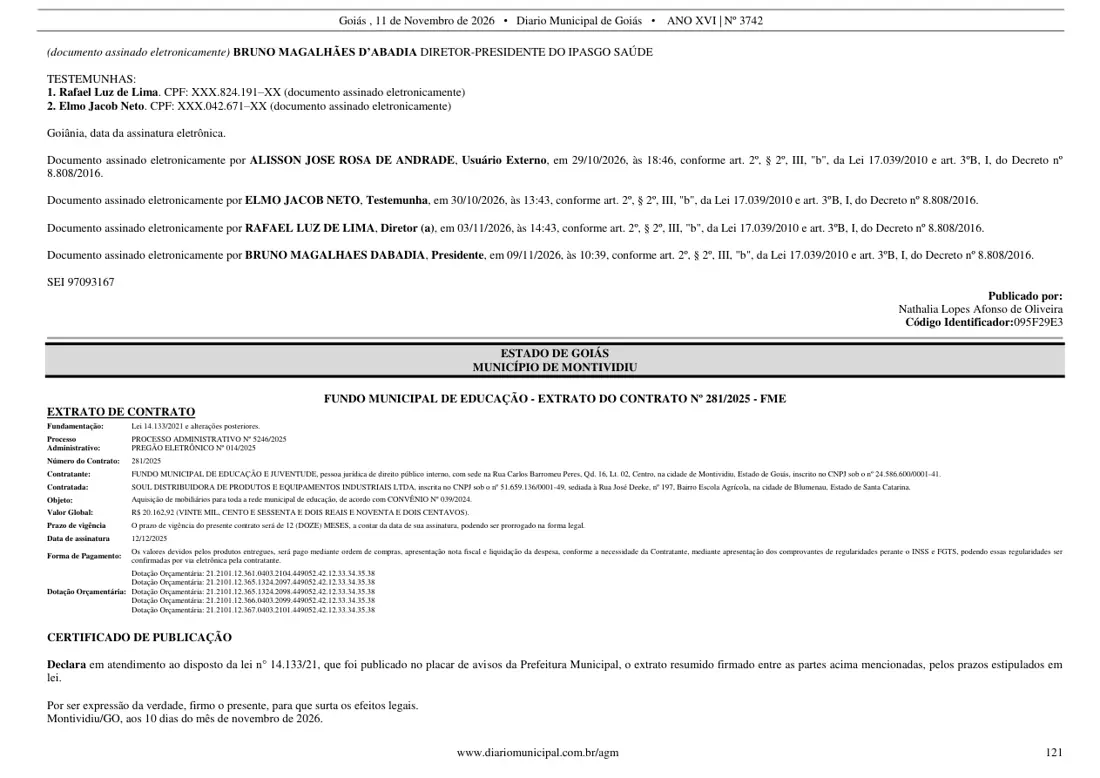 Goiás , 11 de Novembro de 2026 • Diario Municipal de Goiás • ANO XVI | Nº 3742
(documento assinado eletronicamente) BRUNO MAGALHÃES D'ABADIA DIRETOR-PRESIDENTE DO IPASGO SAÚDE
TESTEMUNHAS:
1. Rafael Luz de Lima. CPF: XXX.824.191–XX (documento assinado eletronicamente)
2. Elmo Jacob Neto. CPF: XXX.042.671–XX (documento assinado eletronicamente)
Goiânia, data da assinatura eletrônica.
Documento assinado eletronicamente por ALISSON JOSE ROSA DE ANDRADE, Usuário Externo, em 29/10/2026, às 18:46, conforme art. 2º, § 2º, III, "b", da Lei 17.039/2010 e art. 3ºB, I, do Decreto nº
8.808/2016.
Documento assinado eletronicamente por ELMO JACOB NETO, Testemunha, em 30/10/2026, às 13:43, conforme art. 2º, § 2º, III, "b", da Lei 17.039/2010 e art. 3ºB, I, do Decreto nº 8.808/2016.
Documento assinado eletronicamente por RAFAEL LUZ DE LIMA, Diretor (a), em 03/11/2026, às 14:43, conforme art. 2º, § 2º, III, "b", da Lei 17.039/2010 e art. 3ºB, I, do Decreto nº 8.808/2016.
Documento assinado eletronicamente por BRUNO MAGALHAES DABADIA, Presidente, em 09/11/2026, às 10:39, conforme art. 2º, § 2º, III, "b", da Lei 17.039/2010 e art. 3ºB, I, do Decreto nº 8.808/2016.
SEI 97093167
Publicado por:
Nathalia Lopes Afonso de Oliveira
Código Identificador:095F29E3
ESTADO DE GOIÁS
MUNICÍPIO DE MONTIVIDIU
FUNDO MUNICIPAL DE EDUCAÇÃO - EXTRATO DO CONTRATO Nº 281/2025 - FME
EXTRATO DE CONTRATO
Fundamentação: Lei 14.133/2021 e alterações posteriores.
Processo Administrativo: PROCESSO ADMINISTRATIVO Nº 5246/2025
PREGÃO ELETRÔNICO Nº 014/2025
Número do Contrato: 281/2025
Contratante: FUNDO MUNICIPAL DE EDUCAÇÃO E JUVENTUDE, pessoa jurídica de direito público interno, com sede na Rua Carlos Barromeu Peres, Qd. 16, Lt. 02, Centro, na cidade de Montividiu, Estado de Goiás, inscrito no CNPJ sob o nº 24.586.600/0001-41.
Contratada: SOUL DISTRIBUIDORA DE PRODUTOS E EQUIPAMENTOS INDUSTRIAIS LTDA, inscrita no CNPJ sob o nº 51.659.136/0001-49, sediada à Rua José Deeke, nº 197, Bairro Escola Agrícola, na cidade de Blumenau, Estado de Santa Catarina.
Objeto: Aquisição de mobiliários para toda a rede municipal de educação, de acordo com CONVÊNIO Nº 039/2024.
Valor Global: R$ 20.162,92 (VINTE MIL, CENTO E SESSENTA E DOIS REAIS E NOVENTA E DOIS CENTAVOS).
Prazo de vigência O prazo de vigência do presente contrato será de 12 (DOZE) MESES, a contar da data de sua assinatura, podendo ser prorrogado na forma legal.
Data de assinatura 12/12/2025
Forma de Pagamento: Os valores devidos pelos produtos entregues, será pago mediante ordem de compras, apresentação nota fiscal e liquidação da despesa, conforme a necessidade da Contratante, mediante apresentação dos comprovantes de regularidades perante o INSS e FGTS, podendo essas regularidades ser
confirmadas por via eletrônica pela contratante.
Dotação Orçamentária: Dotação Orçamentária: 21.2101.12.361.0403.2104.449052.42.12.33.34.35.38
Dotação Orçamentária: 21.2101.12.365.1324.2097.449052.42.12.33.34.35.38
Dotação Orçamentária: 21.2101.12.365.1324.2098.449052.42.12.33.34.35.38
Dotação Orçamentária: 21.2101.12.366.0403.2099.449052.42.12.33.34.35.38
Dotação Orçamentária: 21.2101.12.367.0403.2101.449052.42.12.33.34.35.38
CERTIFICADO DE PUBLICAÇÃO
Declara em atendimento ao disposto da lei n° 14.133/21, que foi publicado no placar de avisos da Prefeitura Municipal, o extrato resumido firmado entre as partes acima mencionadas, pelos prazos estipulados em
lei.
Por ser expressão da verdade, firmo o presente, para que surta os efeitos legais.
Montividiu/GO, aos 10 dias do mês de novembro de 2026.
www.diariomunicipal.com.br/agm 121